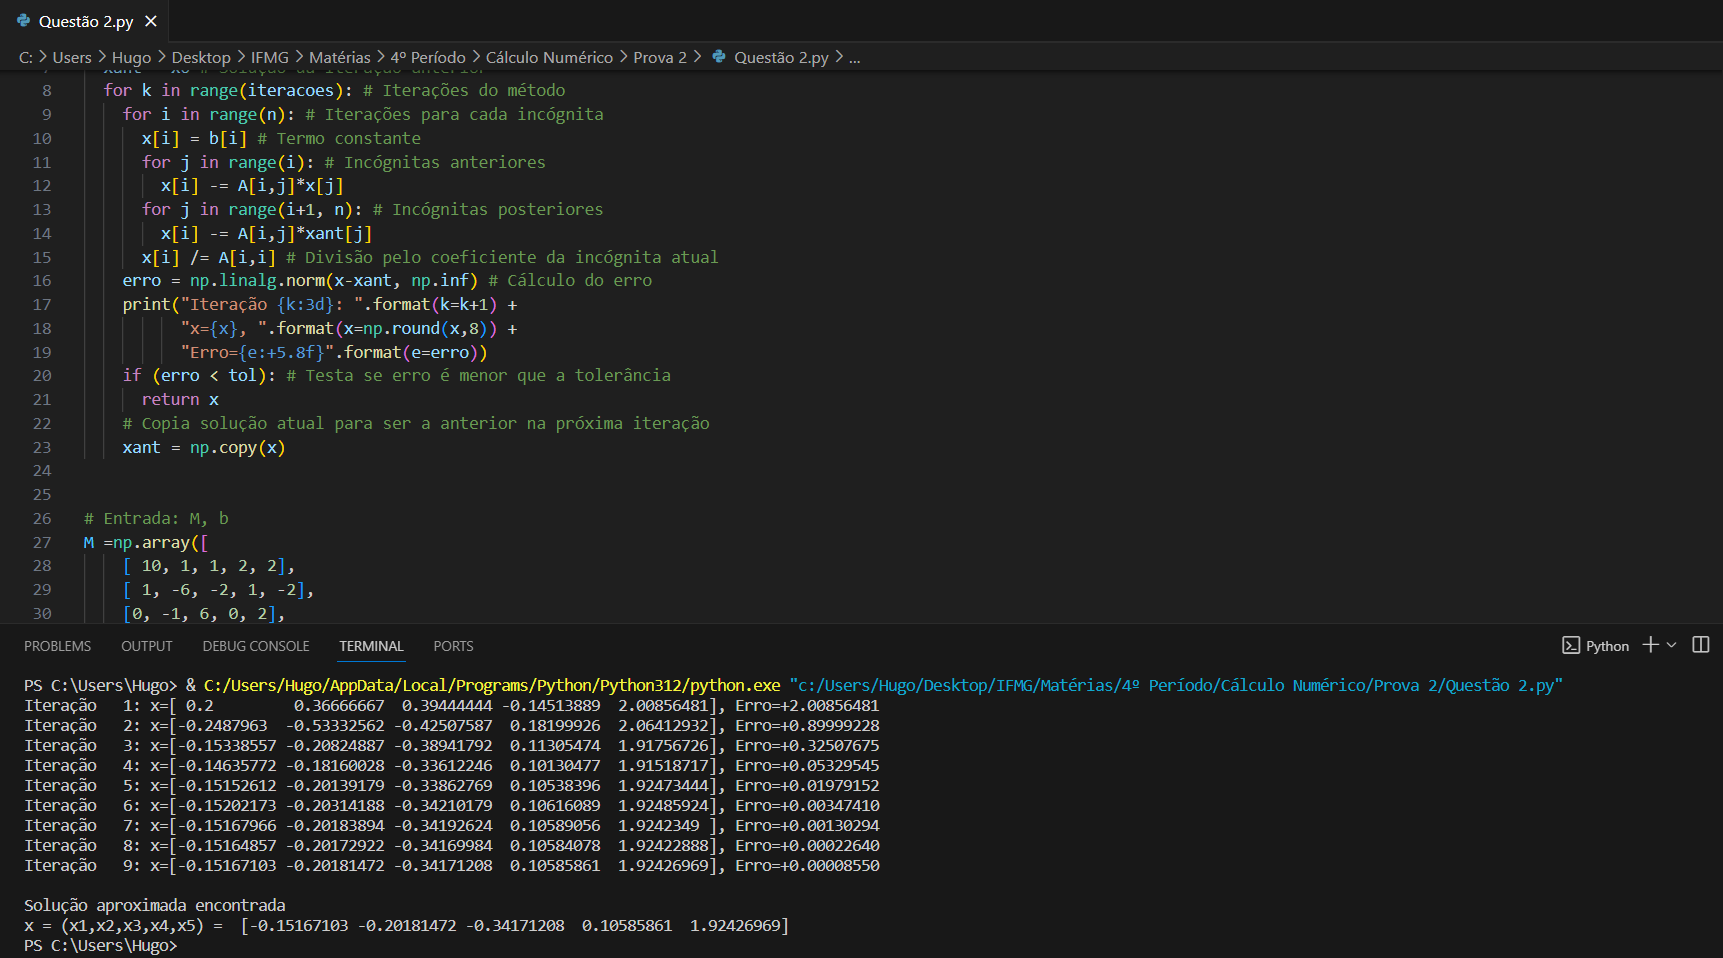 Questão 2.py
C: > Users > Hugo > Desktop > IFMG > Matérias > 4º Período > Cálculo Numérico > Prova 2 > Questão 2.py > ...
7 xant = x0 # Solução da iteração anterior
8 for k in range(iteracoes): # Iterações do método
9 for i in range(n): # Iterações para cada incógnita
10 x[i] = b[i] # Termo constante
11 for j in range(i): # Incógnitas anteriores
12 x[i] -= A[i,j]*x[j]
13 for j in range(i+1, n): # Incógnitas posteriores
14 x[i] -= A[i,j]*xant[j]
15 x[i] /= A[i,i] # Divisão pelo coeficiente da incógnita atual
16 erro = np.linalg.norm(x-xant, np.inf) # Cálculo do erro
17 print("Iteração {k:3d}: ".format(k=k+1) +
18 "x={x}, ".format(x=np.round(x,8)) +
19 "Erro={e:+5.8f}".format(e=erro))
20 if (erro < tol): # Testa se erro é menor que a tolerância
21 return x
22 # Copia solução atual para ser a anterior na próxima iteração
23 xant = np.copy(x)
24
25
26 # Entrada: M, b
27 M =np.array([
28 [ 10, 1, 1, 2, 2],
29 [ 1, -6, -2, 1, -2],
30 [0, -1, 6, 0, 2],
PROBLEMS OUTPUT DEBUG CONSOLE TERMINAL PORTS Python
PS C:\Users\Hugo> & C:/Users/Hugo/AppData/Local/Programs/Python/Python312/python.exe "c:/Users/Hugo/Desktop/IFMG/Matérias/4º Período/Cálculo Numérico/Prova 2/Questão 2.py"
Iteração   1: x=[ 0.2         0.36666667  0.39444444 -0.14513889  2.00856481], Erro=+2.00856481
Iteração   2: x=[-0.2487963  -0.53332562 -0.42507587  0.18199926  2.06412932], Erro=+0.89999228
Iteração   3: x=[-0.15338557 -0.20824887 -0.38941792  0.11305474  1.91756726], Erro=+0.32507675
Iteração   4: x=[-0.14635772 -0.18160028 -0.33612246  0.10130477  1.91518717], Erro=+0.05329545
Iteração   5: x=[-0.15152612 -0.20139179 -0.33862769  0.10538396  1.92473444], Erro=+0.01979152
Iteração   6: x=[-0.15202173 -0.20314188 -0.34210179  0.10616089  1.92485924], Erro=+0.00347410
Iteração   7: x=[-0.15167966 -0.20183894 -0.34192624  0.10589056  1.9242349 ], Erro=+0.00130294
Iteração   8: x=[-0.15164857 -0.20172922 -0.34169984  0.10584078  1.92422888], Erro=+0.00022640
Iteração   9: x=[-0.15167103 -0.20181472 -0.34171208  0.10585861  1.92426969], Erro=+0.00008550
Solução aproximada encontrada
x = (x1,x2,x3,x4,x5) =  [-0.15167103 -0.20181472 -0.34171208  0.10585861  1.92426969]
PS C:\Users\Hugo>